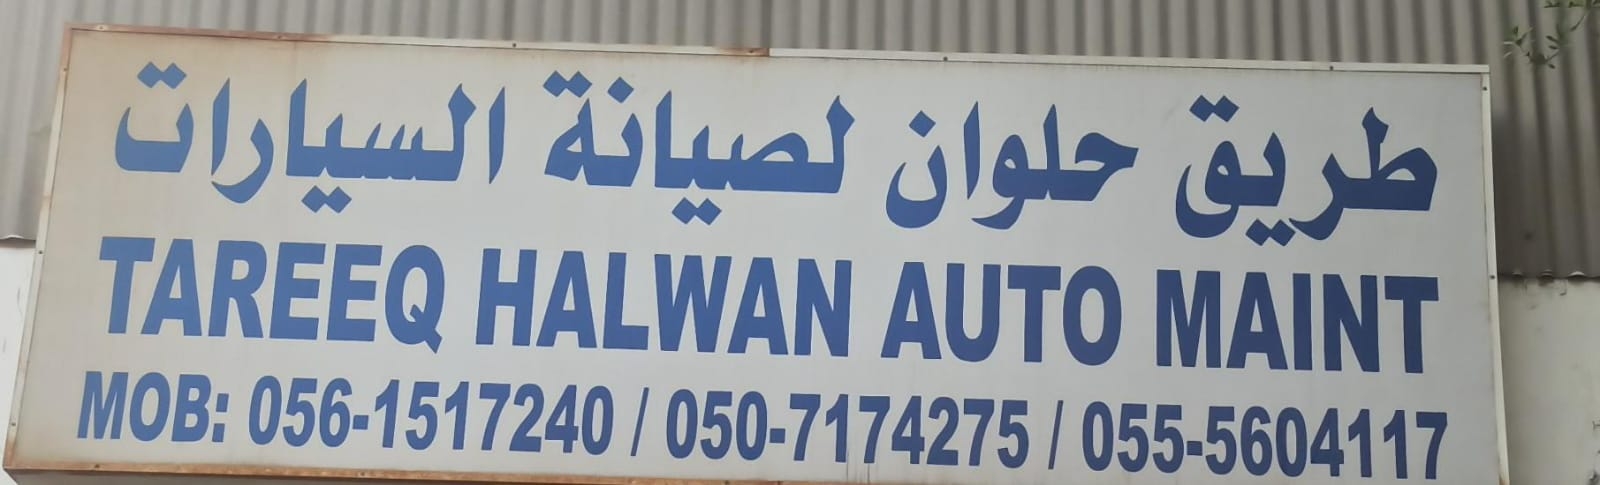 طريق حلوان لصيانة السيارات
TAREEQ HALWAN AUTO MAINT
MOB: 056-1517240 / 050-7174275 / 055-5604117